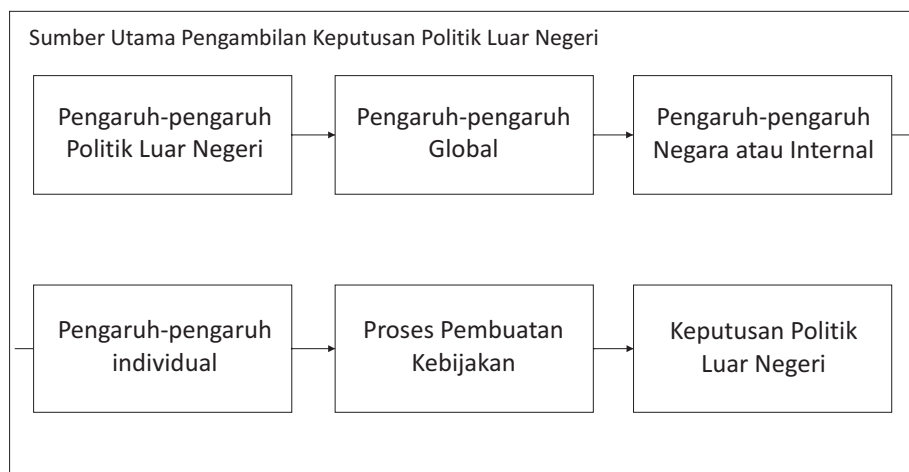 Sumber Utama Pengambilan Keputusan Politik Luar Negeri
Pengaruh-pengaruh
Politik Luar Negeri
Pengaruh-pengaruh
Global
Pengaruh-pengaruh
Negara atau Internal
Pengaruh-pengaruh
individual
Proses Pembuatan
Kebijakan
Keputusan Politik
Luar Negeri